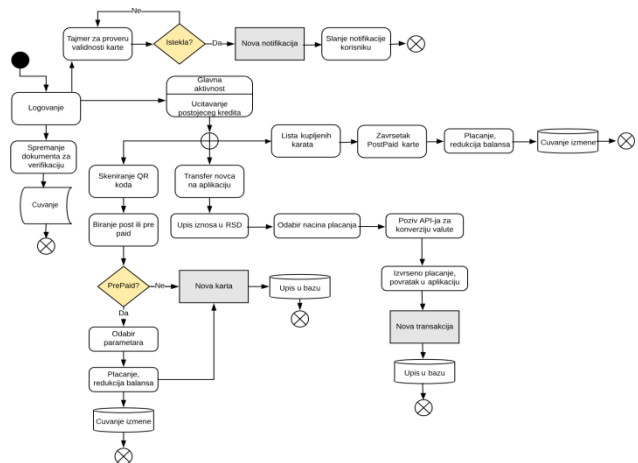 Ne
Tajmer za proveru
validnosti karte
Istekla?
Da
Nova notifikacija
Slanje notifikacije
korisniku
Logovanje
Glavna
aktivnost
Ucitavanje
postojeceg kredita
Spremanje
dokumenta za
verifikaciju
Cuvanje
Skeniranje QR
koda
Transfer novca
na aplikaciju
Lista kupljenih
karata
Zavrsetak
PostPaid karte
Placanje,
redukcija balansa
Cuvanje izmene
Biranje post ili pre
paid
Upis iznosa u RSD
Odabir nacina placanja
Poziv API-ja za
konverziju valute
PrePaid?
Ne
Nova karta
Upis u bazu
Izvrseno placanje,
povratak u aplikaciju
Da
Odabir
parametara
Nova transakcija
Placanje,
redukcija balansa
Upis u bazu
Cuvanje izmene